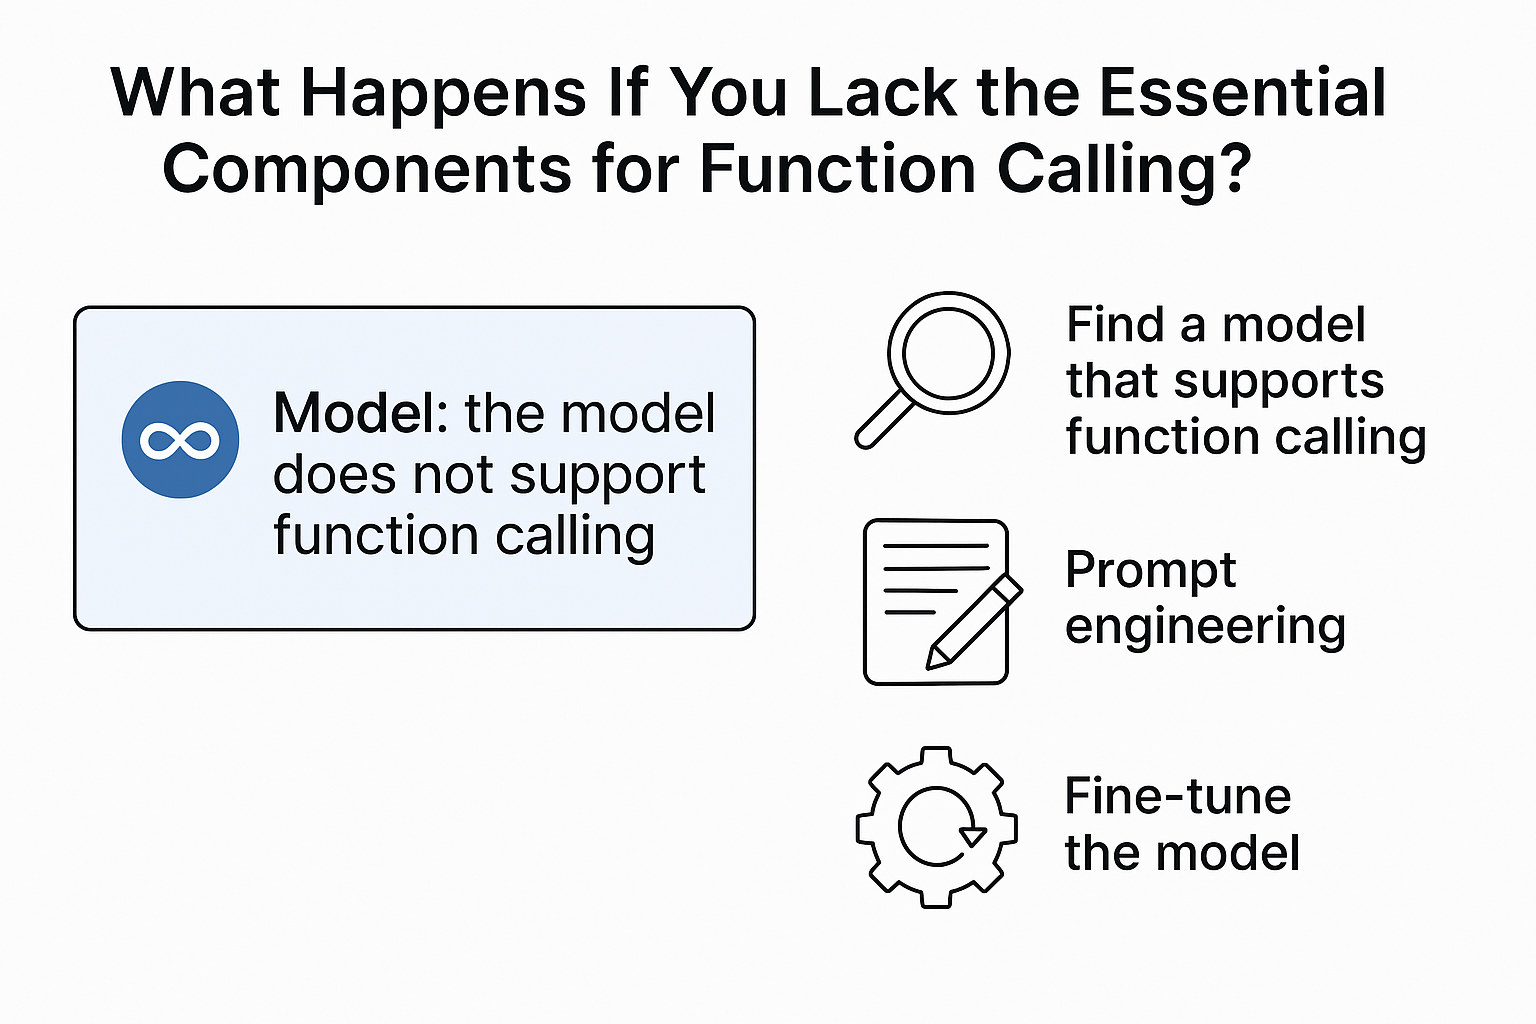 What Happens If You Lack the Essential
Components for Function Calling?
Model: the model
does not support
function calling
Find a model
that supports
function calling
Prompt
engineering
Fine-tune
the model